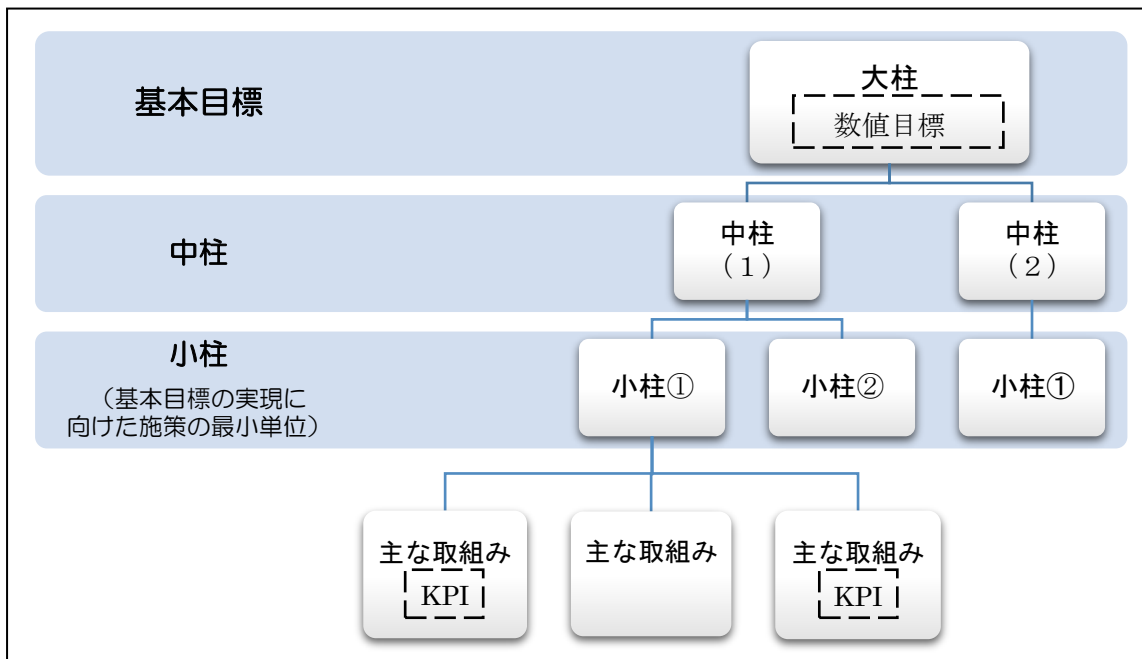 基本目標
大柱
数値目標
中柱
中柱
（１）
中柱
（２）
小柱
（基本目標の実現に
向けた施策の最小単位）
小柱①
小柱②
小柱①
主な取組み
KPI
主な取組み
主な取組み
KPI